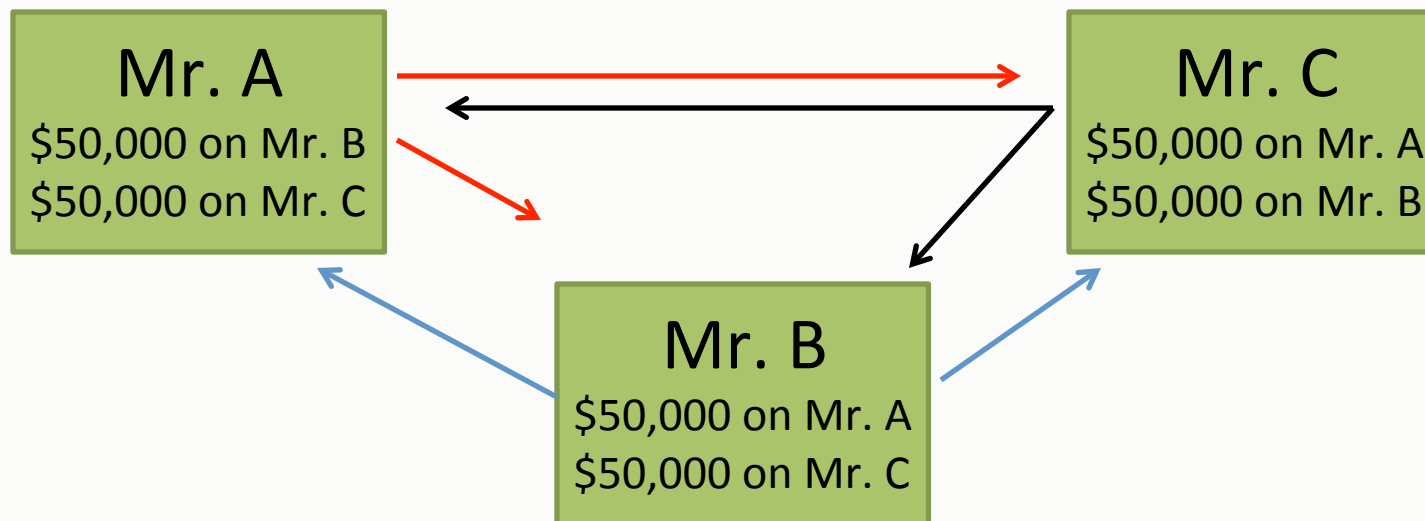 Mr. A
$50,000 on Mr. B
$50,000 on Mr. C
Mr. C
$50,000 on Mr. A
$50,000 on Mr. B
Mr. B
$50,000 on Mr. A
$50,000 on Mr. C